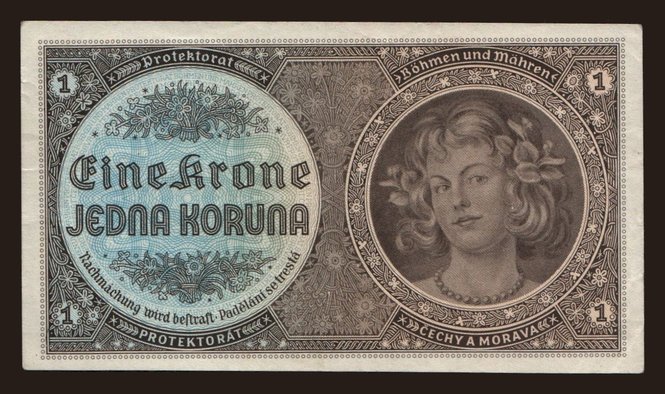 1
Protektorat
Böhmen und Mähren
1
Eine Krone
JEDNA KORUNA
Nachmachung wird bestraft · Padělání se trestá
1
PROTEKTORÁT
ČECHY A MORAVA
1